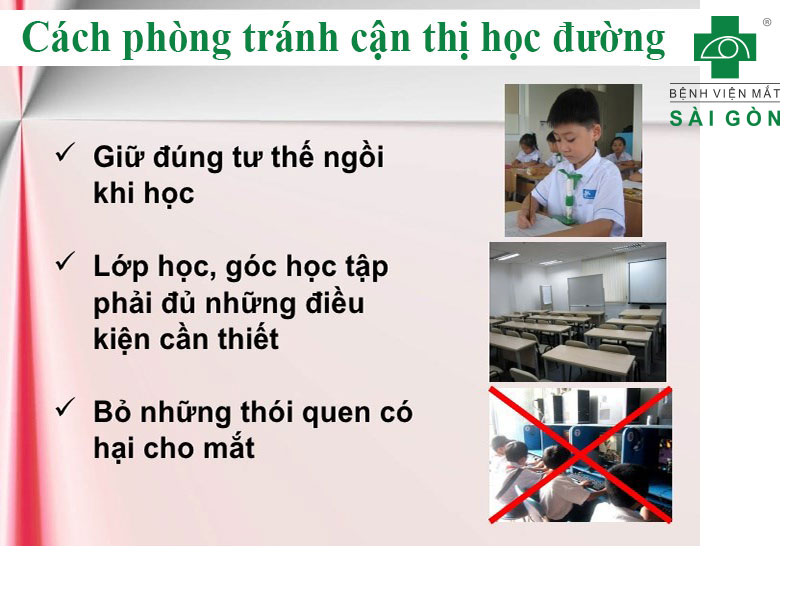 Cách phòng tránh cận thị học đường
®
BỆNH VIỆN MẮT
SÀI GÒN
✓ Giữ đúng tư thế ngồi
khi học
✓ Lớp học, góc học tập
phải đủ những điều
kiện cần thiết
✓ Bỏ những thói quen có
hại cho mắt